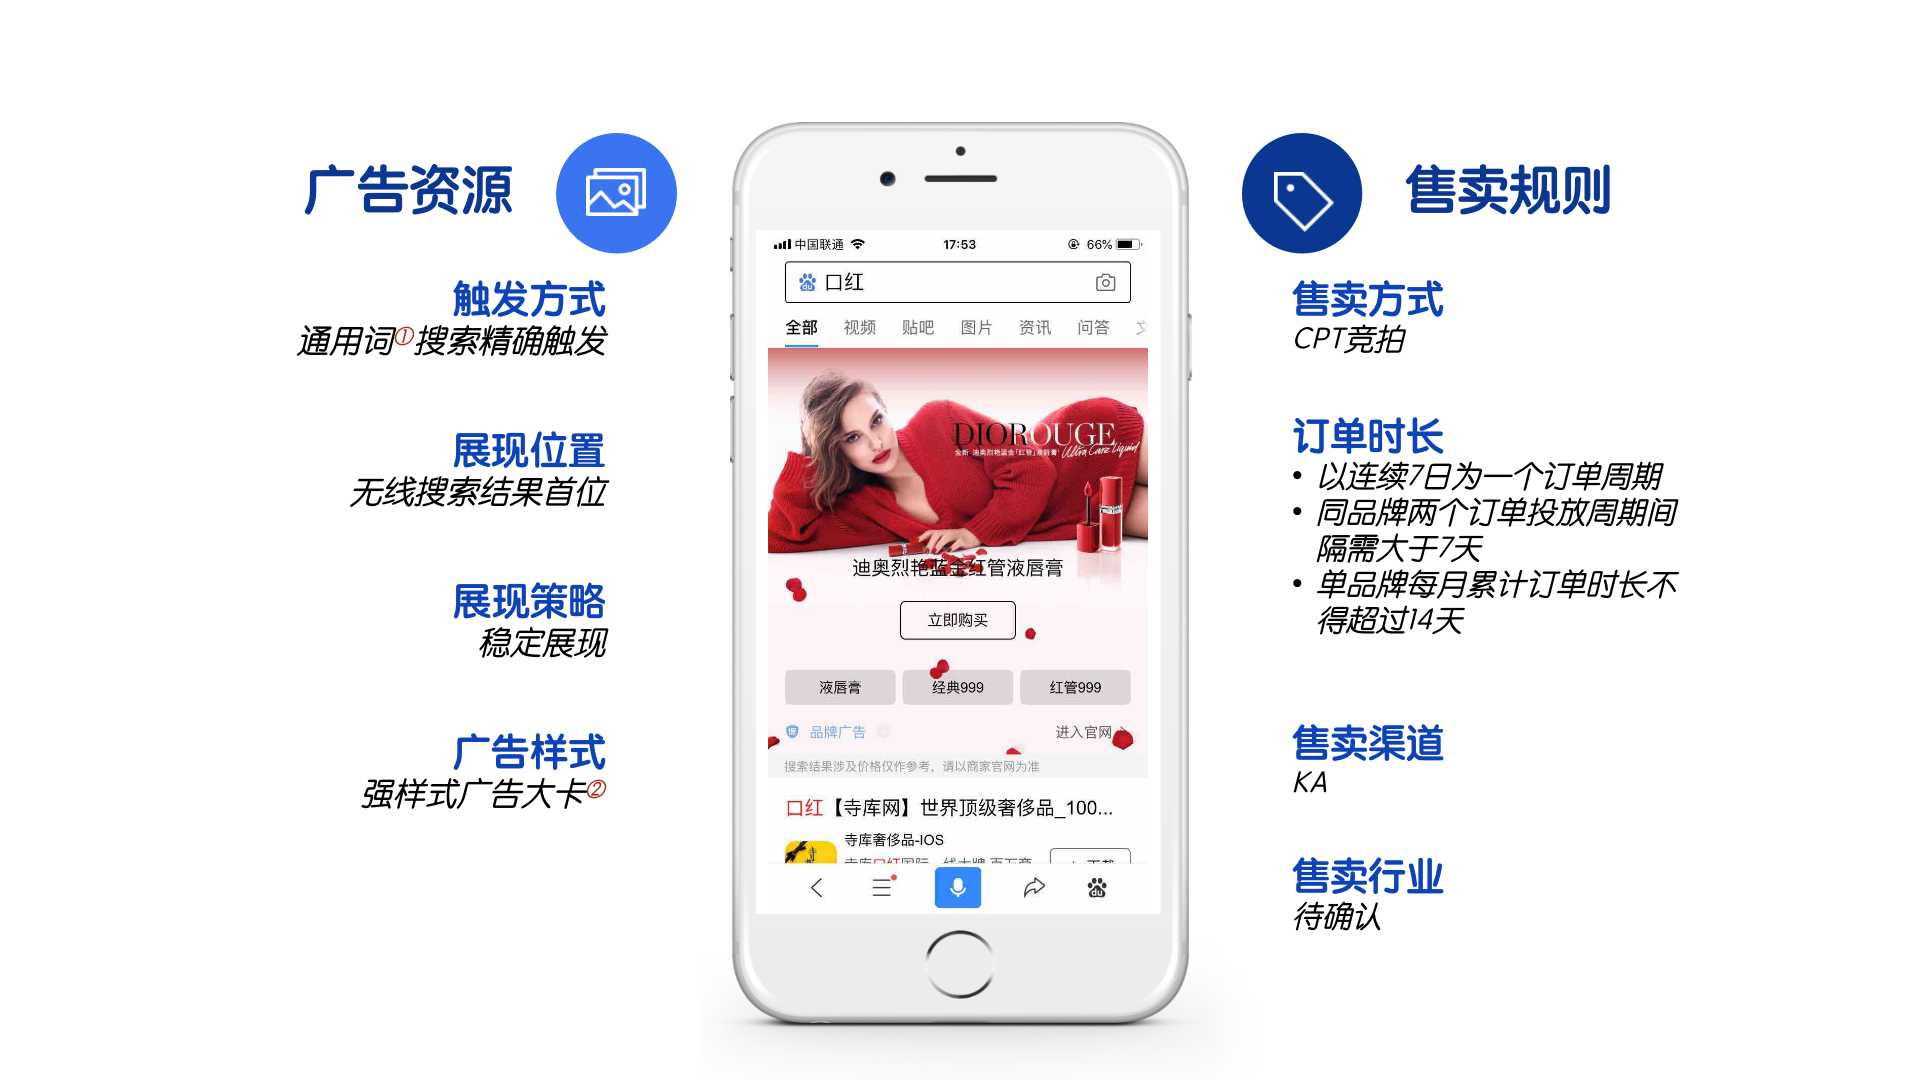 广告资源
触发方式
通用词①搜索精确触发
展现位置
无线搜索结果首位
展现策略
稳定展现
广告样式
强样式广告大卡②
中国联通
17:53
66%
du 口红
全部 视频 贴吧 图片 资讯 问答
DIOROUGE
Ultra Care Liquid
迪奥烈艳蓝金红管液唇膏
立即购买
液唇膏 经典999 红管999
品牌广告
进入官网
搜索结果涉及价格仅作参考，请以商家官网为准
口红【寺库网】世界顶级奢侈品_100...
寺库奢侈品-IOS
du
售卖规则
售卖方式
CPT竞拍
订单时长
• 以连续7日为一个订单周期
• 同品牌两个订单投放周期间
隔需大于7天
• 单品牌每月累计订单时长不
得超过14天
售卖渠道
KA
售卖行业
待确认